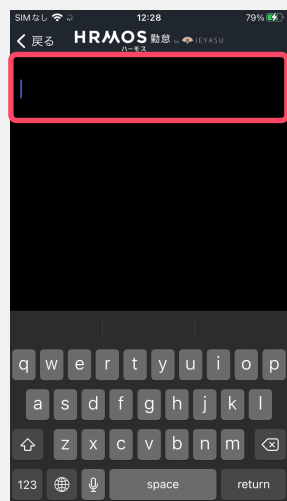 SIMなし 12:28 79%
戻る HRMOS 勤怠 by IEYASU
ハーモス
q w e r t y u i o p
a s d f g h j k l
z x c v b n m
123 space return